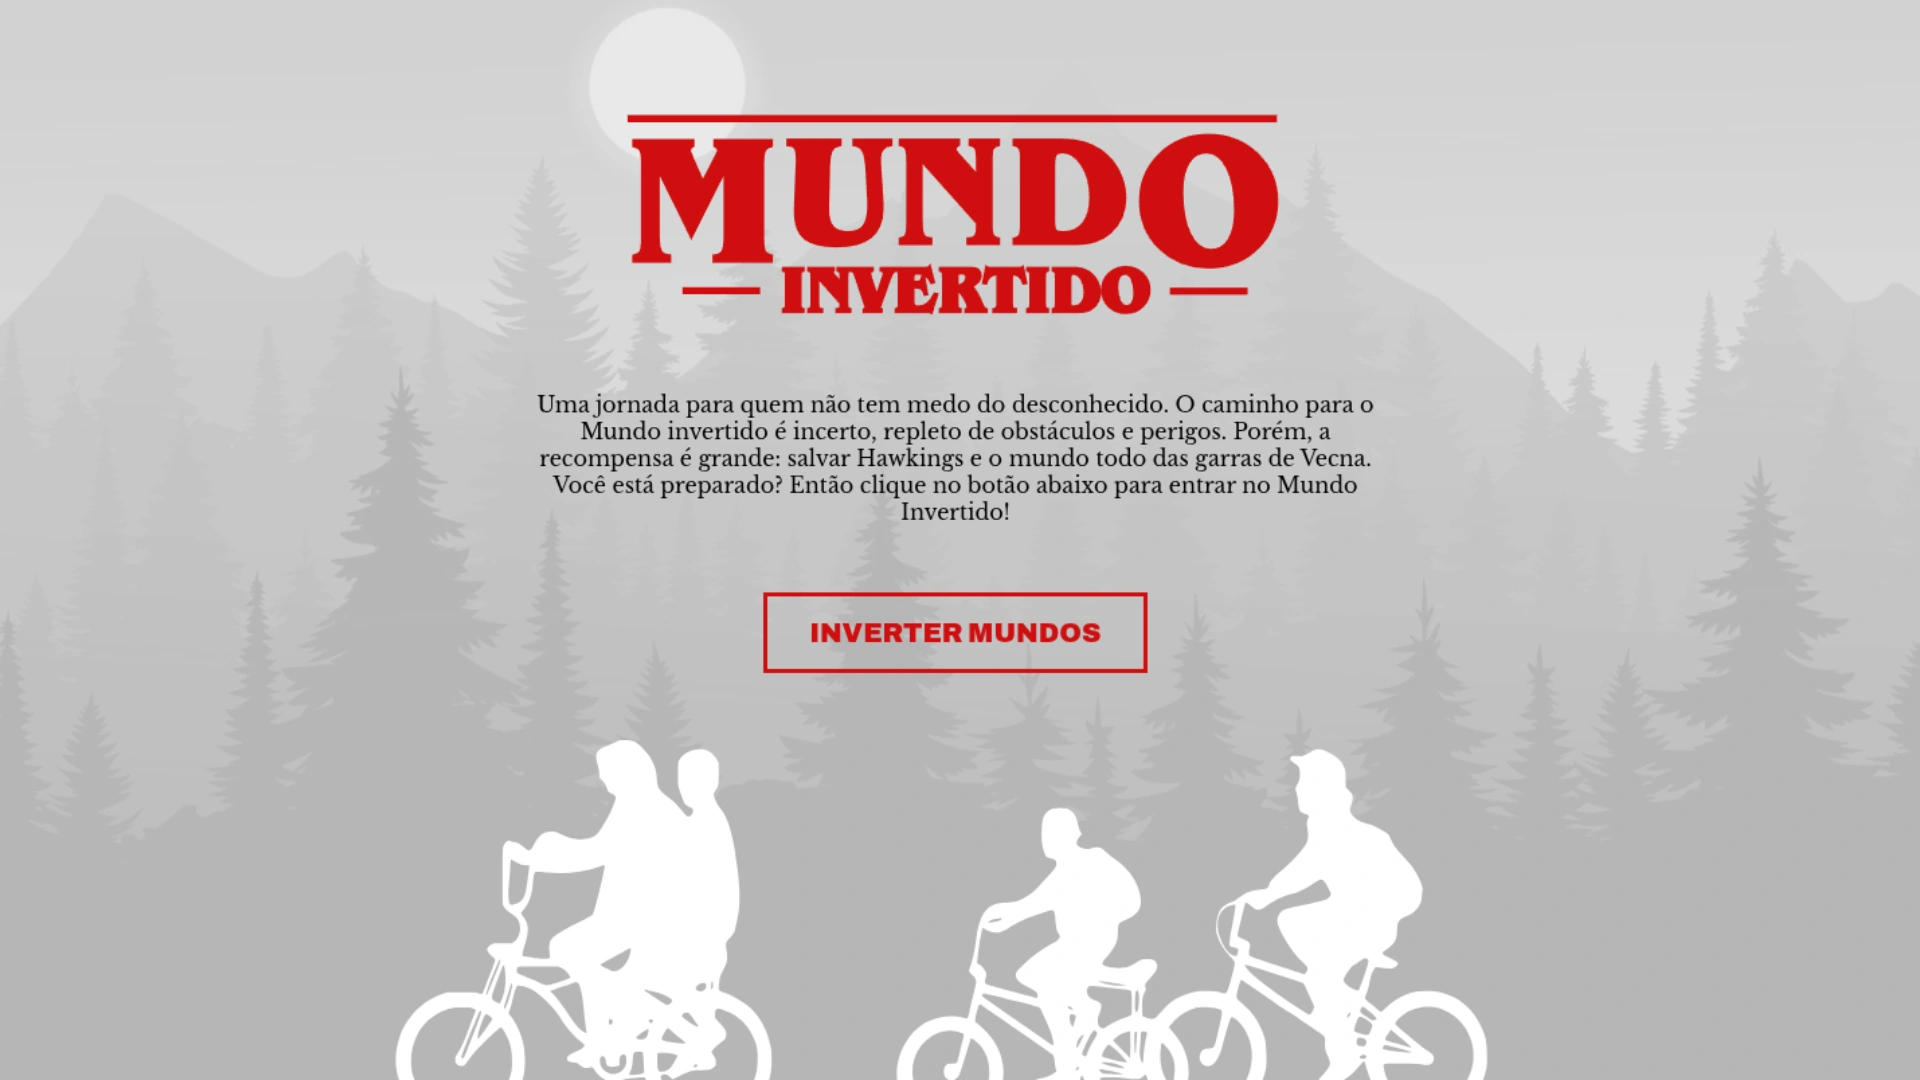 MUNDO
INVERTIDO
Uma jornada para quem não tem medo do desconhecido. O caminho para o
Mundo invertido é incerto, repleto de obstáculos e perigos. Porém, a
recompensa é grande: salvar Hawkings e o mundo todo das garras de Vecna.
Você está preparado? Então clique no botão abaixo para entrar no Mundo
Invertido!
INVERTER MUNDOS